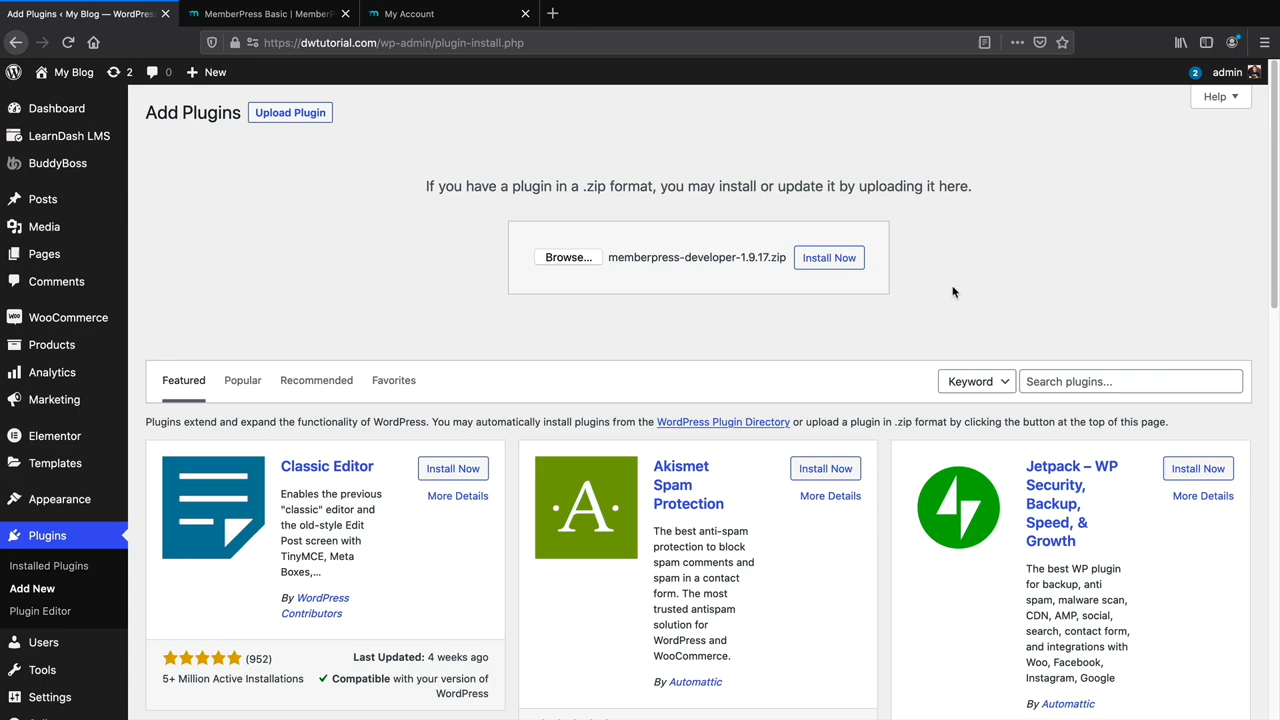 Add Plugins ‹ My Blog — WordPres
MemberPress Basic | MemberP
My Account
https://dwtutorial.com/wp-admin/plugin-install.php
My Blog
2
0
New
2
admin
Dashboard
LearnDash LMS
BuddyBoss
Posts
Media
Pages
Comments
WooCommerce
Products
Analytics
Marketing
Elementor
Templates
Appearance
Plugins
Installed Plugins
Add New
Plugin Editor
Users
Tools
Settings
Add Plugins
Upload Plugin
Help
If you have a plugin in a .zip format, you may install or update it by uploading it here.
Browse... memberpress-developer-1.9.17.zip Install Now
Featured Popular Recommended Favorites
Keyword
Search plugins...
Plugins extend and expand the functionality of WordPress. You may automatically install plugins from the WordPress Plugin Directory or upload a plugin in .zip format by clicking the button at the top of this page.
Classic Editor
Install Now
More Details
Enables the previous
"classic" editor and
the old-style Edit
Post screen with
TinyMCE, Meta
Boxes,...
By WordPress
Contributors
(952)
5+ Million Active Installations
Last Updated: 4 weeks ago
Compatible with your version of
WordPress
·A·
Akismet
Spam
Protection
Install Now
More Details
The best anti-spam
protection to block
spam comments and
spam in a contact
form. The most
trusted antispam
solution for
WordPress and
WooCommerce.
By Automattic
Jetpack – WP
Security,
Backup,
Speed, &
Growth
Install Now
More Details
The best WP plugin
for backup, anti
spam, malware scan,
CDN, AMP, social,
search, contact form,
and integrations with
Woo, Facebook,
Instagram, Google
By Automattic